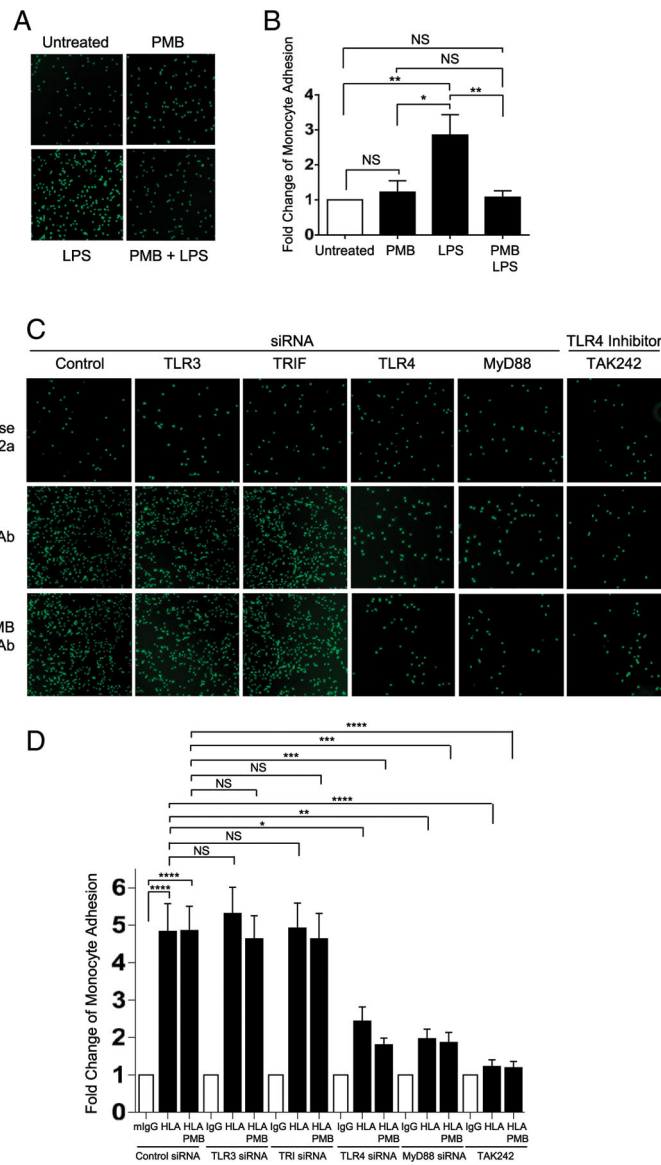 A
Untreated PMB
LPS PMB + LPS
B
NS
NS
**
* **
NS
Fold Change of Monocyte Adhesion
4
3
2
1
0
Untreated PMB LPS PMB
LPS
C
siRNA TLR4 Inhibitor
Control TLR3 TRIF TLR4 MyD88 TAK242
se
2a
Ab
MB
Ab
D
****
***
***
NS
NS
****
**
*
NS
NS
****
****
Fold Change of Monocyte Adhesion
6
5
4
3
2
1
0
mIgG HLA HLA IgG HLA HLA IgG HLA HLA IgG HLA HLA IgG HLA HLA IgG HLA HLA
PMB PMB PMB PMB PMB PMB
Control siRNA TLR3 siRNA TRI siRNA TLR4 siRNA MyD88 siRNA TAK242